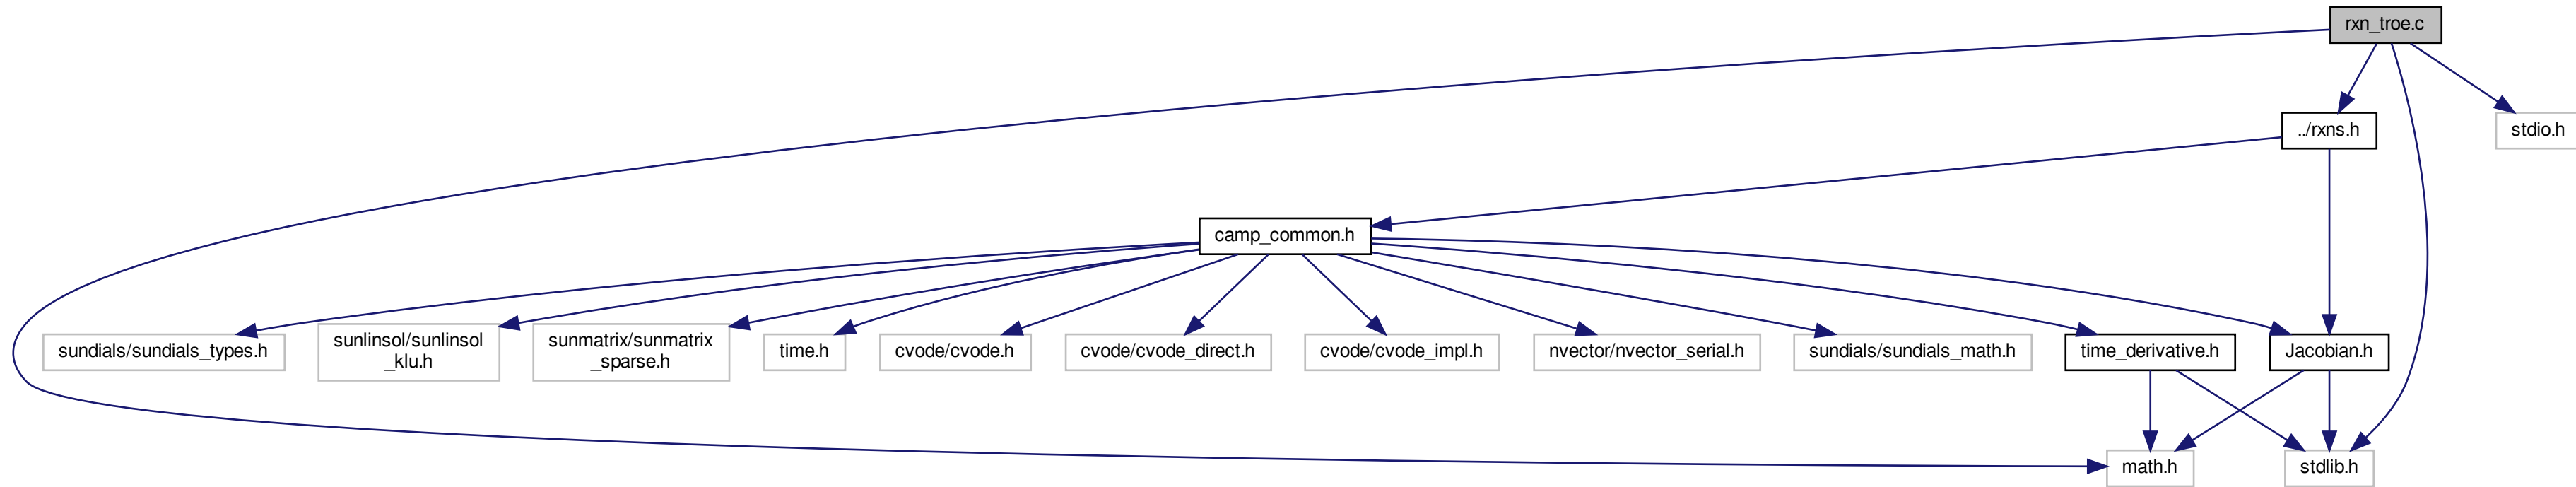 rxn_troe.c
../rxns.h
stdio.h
camp_common.h
sundials/sundials_types.h
sunlinsol/sunlinsol
_klu.h
sunmatrix/sunmatrix
_sparse.h
time.h
cvode/cvode.h
cvode/cvode_direct.h
cvode/cvode_impl.h
nvector/nvector_serial.h
sundials/sundials_math.h
time_derivative.h
Jacobian.h
math.h
stdlib.h